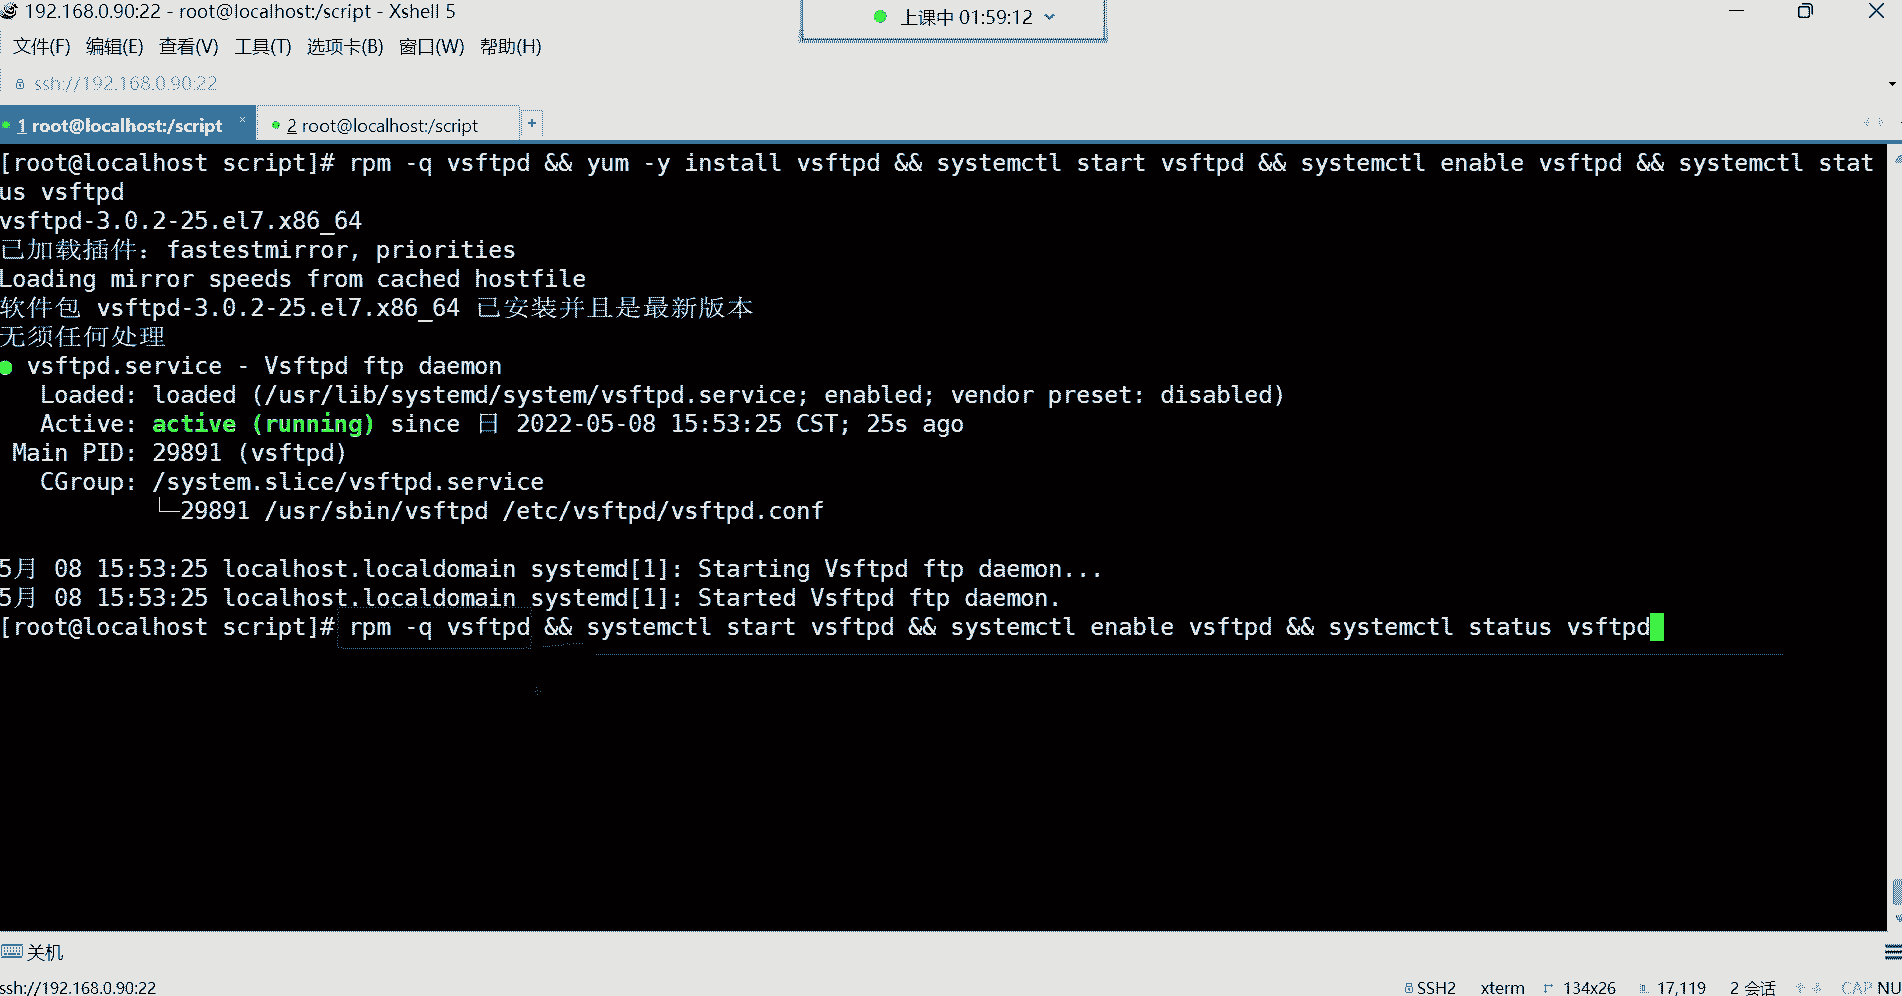 192.168.0.90:22 - root@localhost:/script - Xshell 5
上课中 01:59:12
文件(F) 编辑(E) 查看(V) 工具(T) 选项卡(B) 窗口(W) 帮助(H)
ssh://192.168.0.90:22
1 root@localhost:/script × 2 root@localhost:/script +
[root@localhost script]# rpm -q vsftpd && yum -y install vsftpd && systemctl start vsftpd && systemctl enable vsftpd && systemctl stat
us vsftpd
vsftpd-3.0.2-25.el7.x86_64
已加载插件：fastestmirror, priorities
Loading mirror speeds from cached hostfile
软件包 vsftpd-3.0.2-25.el7.x86_64 已安装并且是最新版本
无须任何处理
● vsftpd.service - Vsftpd ftp daemon
Loaded: loaded (/usr/lib/systemd/system/vsftpd.service; enabled; vendor preset: disabled)
Active: active (running) since 日 2022-05-08 15:53:25 CST; 25s ago
Main PID: 29891 (vsftpd)
CGroup: /system.slice/vsftpd.service
└─29891 /usr/sbin/vsftpd /etc/vsftpd/vsftpd.conf
5月 08 15:53:25 localhost.localdomain systemd[1]: Starting Vsftpd ftp daemon...
5月 08 15:53:25 localhost.localdomain systemd[1]: Started Vsftpd ftp daemon.
[root@localhost script]# rpm -q vsftpd && systemctl start vsftpd && systemctl enable vsftpd && systemctl status vsftpd
关机
ssh://192.168.0.90:22 SSH2 xterm 134x26 17,119 2 会话 CAP NU